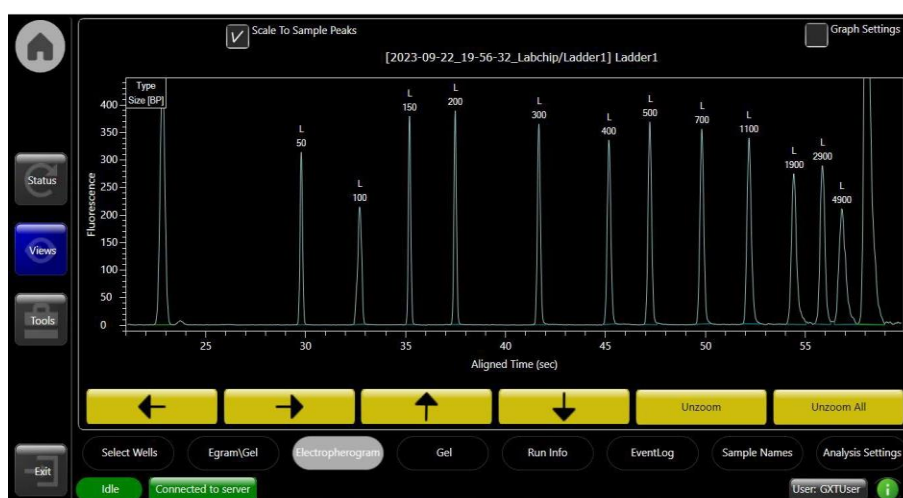 Scale To Sample Peaks
Graph Settings
[2023-09-22_19-56-32_Labchip/Ladder1] Ladder1
Type
Size [BP]
Fluorescence
400
350
300
250
200
150
100
50
0
L
50
L
100
L
150
L
200
L
300
L
400
L
500
L
700
L
1100
L
1900
L
2900
L
4900
25
30
35
40
45
50
55
Aligned Time (sec)
Status
Views
Tools
Exit
Unzoom
Unzoom All
Select Wells
Egram\Gel
Electropherogram
Gel
Run Info
EventLog
Sample Names
Analysis Settings
Idle
Connected to server
User: GXTUser
i